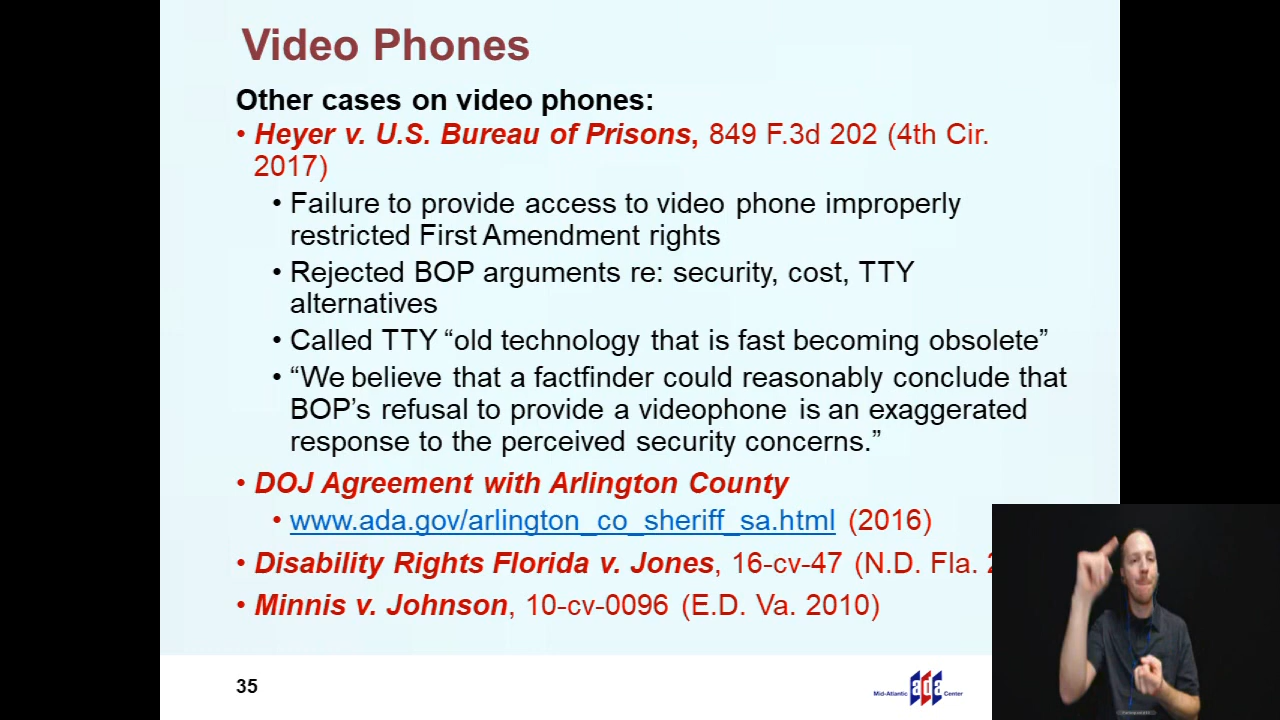 Video Phones
Other cases on video phones:
• Heyer v. U.S. Bureau of Prisons, 849 F.3d 202 (4th Cir.
2017)
• Failure to provide access to video phone improperly
restricted First Amendment rights
• Rejected BOP arguments re: security, cost, TTY
alternatives
• Called TTY “old technology that is fast becoming obsolete”
• “We believe that a factfinder could reasonably conclude that
BOP’s refusal to provide a videophone is an exaggerated
response to the perceived security concerns.”
• DOJ Agreement with Arlington County
• www.ada.gov/arlington_co_sheriff_sa.html (2016)
• Disability Rights Florida v. Jones, 16-cv-47 (N.D. Fla.
• Minnis v. Johnson, 10-cv-0096 (E.D. Va. 2010)
35
Mid-Atlantic ada Center